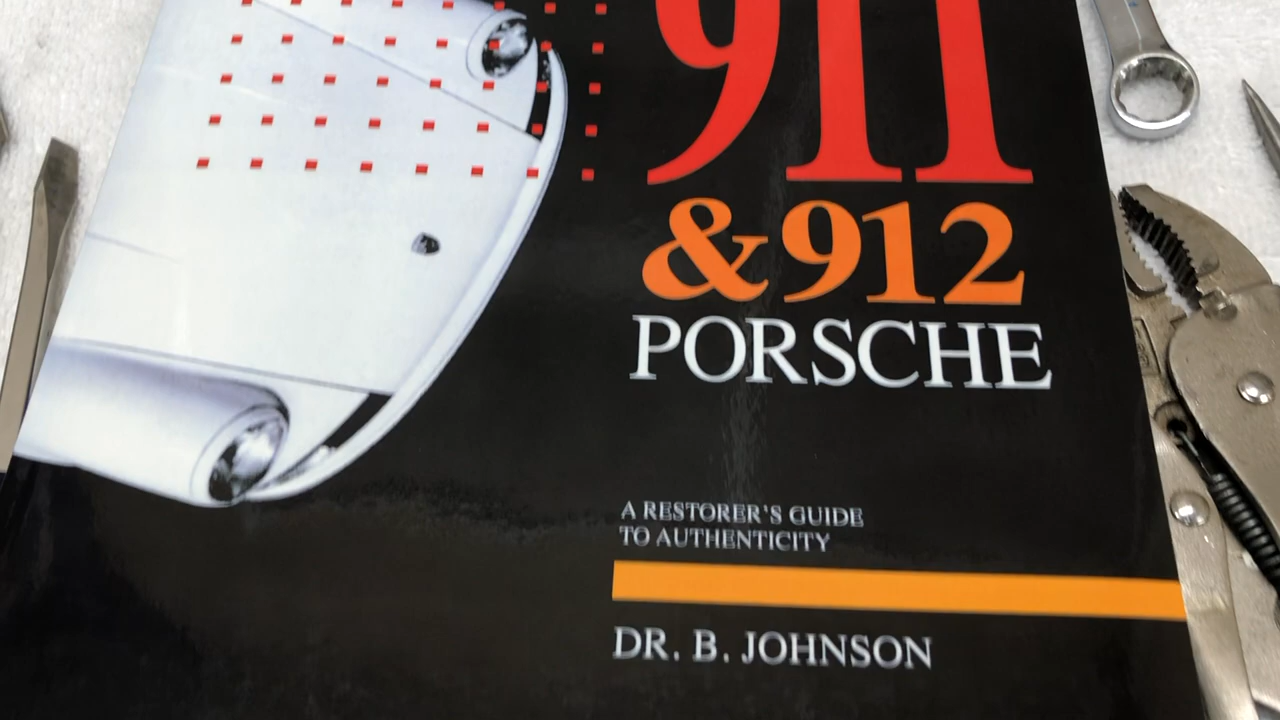 911
& 912
PORSCHE
A RESTORER'S GUIDE
TO AUTHENTICITY
DR. B. JOHNSON